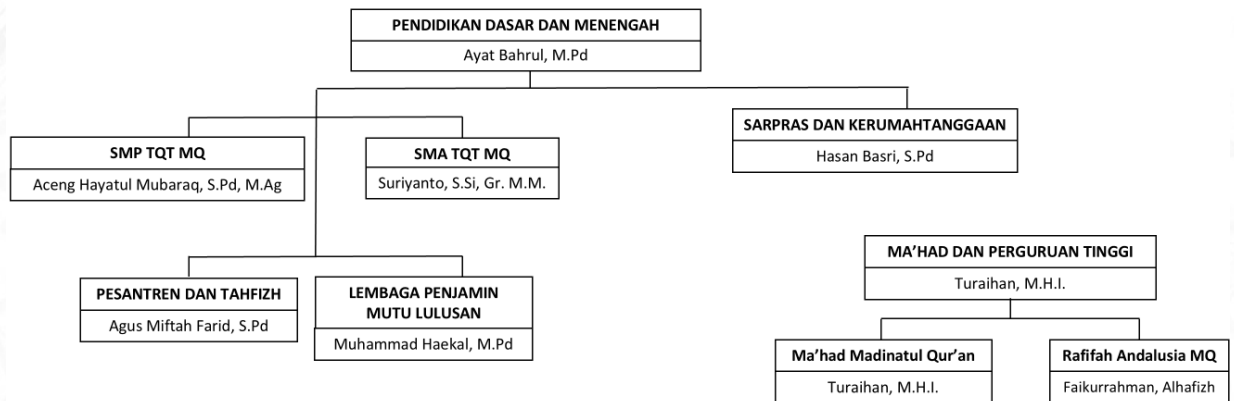 PENDIDIKAN DASAR DAN MENENGAH
Ayat Bahrul, M.Pd
SARPRAS DAN KERUMAHTANGGAAN
Hasan Basri, S.Pd
SMP TQT MQ
Aceng Hayatul Mubaraq, S.Pd, M.Ag
SMA TQT MQ
Suriyanto, S.Si, Gr. M.M.
MA’HAD DAN PERGURUAN TINGGI
Turaihan, M.H.I.
PESANTREN DAN TAHFIZH
Agus Miftah Farid, S.Pd
LEMBAGA PENJAMIN
MUTU LULUSAN
Muhammad Haekal, M.Pd
Ma’had Madinatul Qur’an
Turaihan, M.H.I.
Rafifah Andalusia MQ
Faikurrahman, Alhafizh